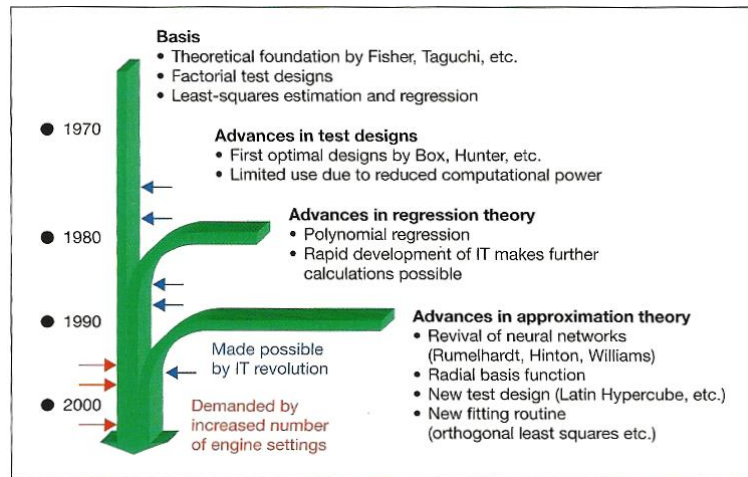 Basis
• Theoretical foundation by Fisher, Taguchi, etc.
• Factorial test designs
• Least-squares estimation and regression
1970
Advances in test designs
• First optimal designs by Box, Hunter, etc.
• Limited use due to reduced computational power
Advances in regression theory
• Polynomial regression
• Rapid development of IT makes further
calculations possible
1980
1990
Advances in approximation theory
• Revival of neural networks
(Rumelhardt, Hinton, Williams)
• Radial basis function
• New test design (Latin Hypercube, etc.)
• New fitting routine
(orthogonal least squares etc.)
Made possible
by IT revolution
2000
Demanded by
increased number
of engine settings